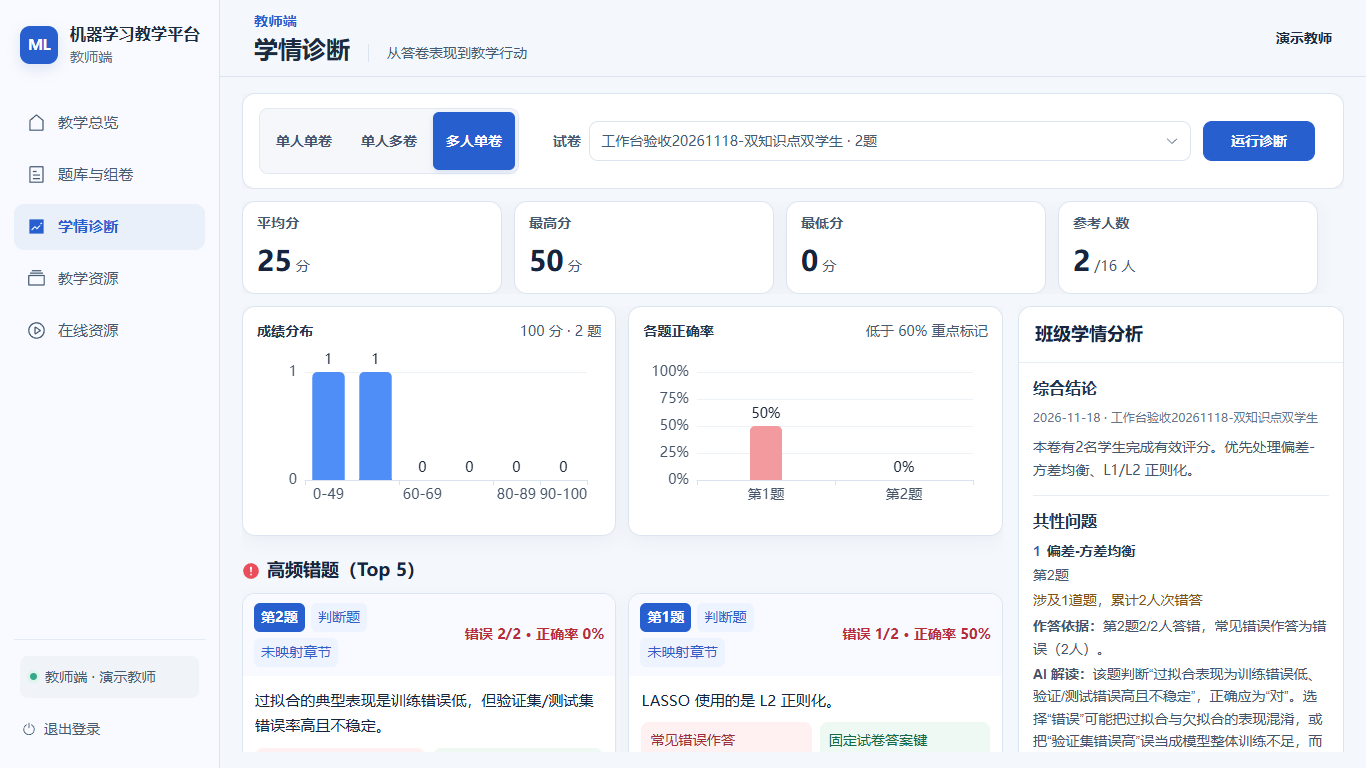 ML
机器学习教学平台
教师端
教学总览
题库与组卷
学情诊断
教学资源
在线资源
教师端 · 演示教师
退出登录
教师端
学情诊断
从答卷表现到教学行动
演示教师
单人单卷
单人多卷
多人单卷
试卷
工作台验收20261118-双知识点双学生 · 2题
运行诊断
平均分
25 分
最高分
50 分
最低分
0 分
参考人数
2 /16 人
成绩分布
100 分 · 2 题
1
0
1
1
0
0
0
0
0-49
60-69
80-89
90-100
各题正确率
低于 60% 重点标记
100%
75%
50%
25%
0%
50%
0%
第1题
第2题
高频错题（Top 5）
第2题
判断题
未映射章节
错误 2/2 • 正确率 0%
过拟合的典型表现是训练错误低，但验证集/测试集
错误率高且不稳定。
第1题
判断题
未映射章节
错误 1/2 • 正确率 50%
LASSO 使用的是 L2 正则化。
常见错误作答
固定试卷答案键
班级学情分析
综合结论
2026-11-18 · 工作台验收20261118-双知识点双学生
本卷有2名学生完成有效评分。优先处理偏差-
方差均衡、L1/L2 正则化。
共性问题
1 偏差-方差均衡
第2题
涉及1道题，累计2人次错答
作答依据：第2题2/2人答错，常见错误作答为错
误（2人）。
AI 解读：该题判断“过拟合表现为训练错误低、
验证/测试错误高且不稳定”，正确应为“对”。选
择“错误”可能把过拟合与欠拟合的表现混淆，或
把“验证集错误高”误当成模型整体训练不足，而